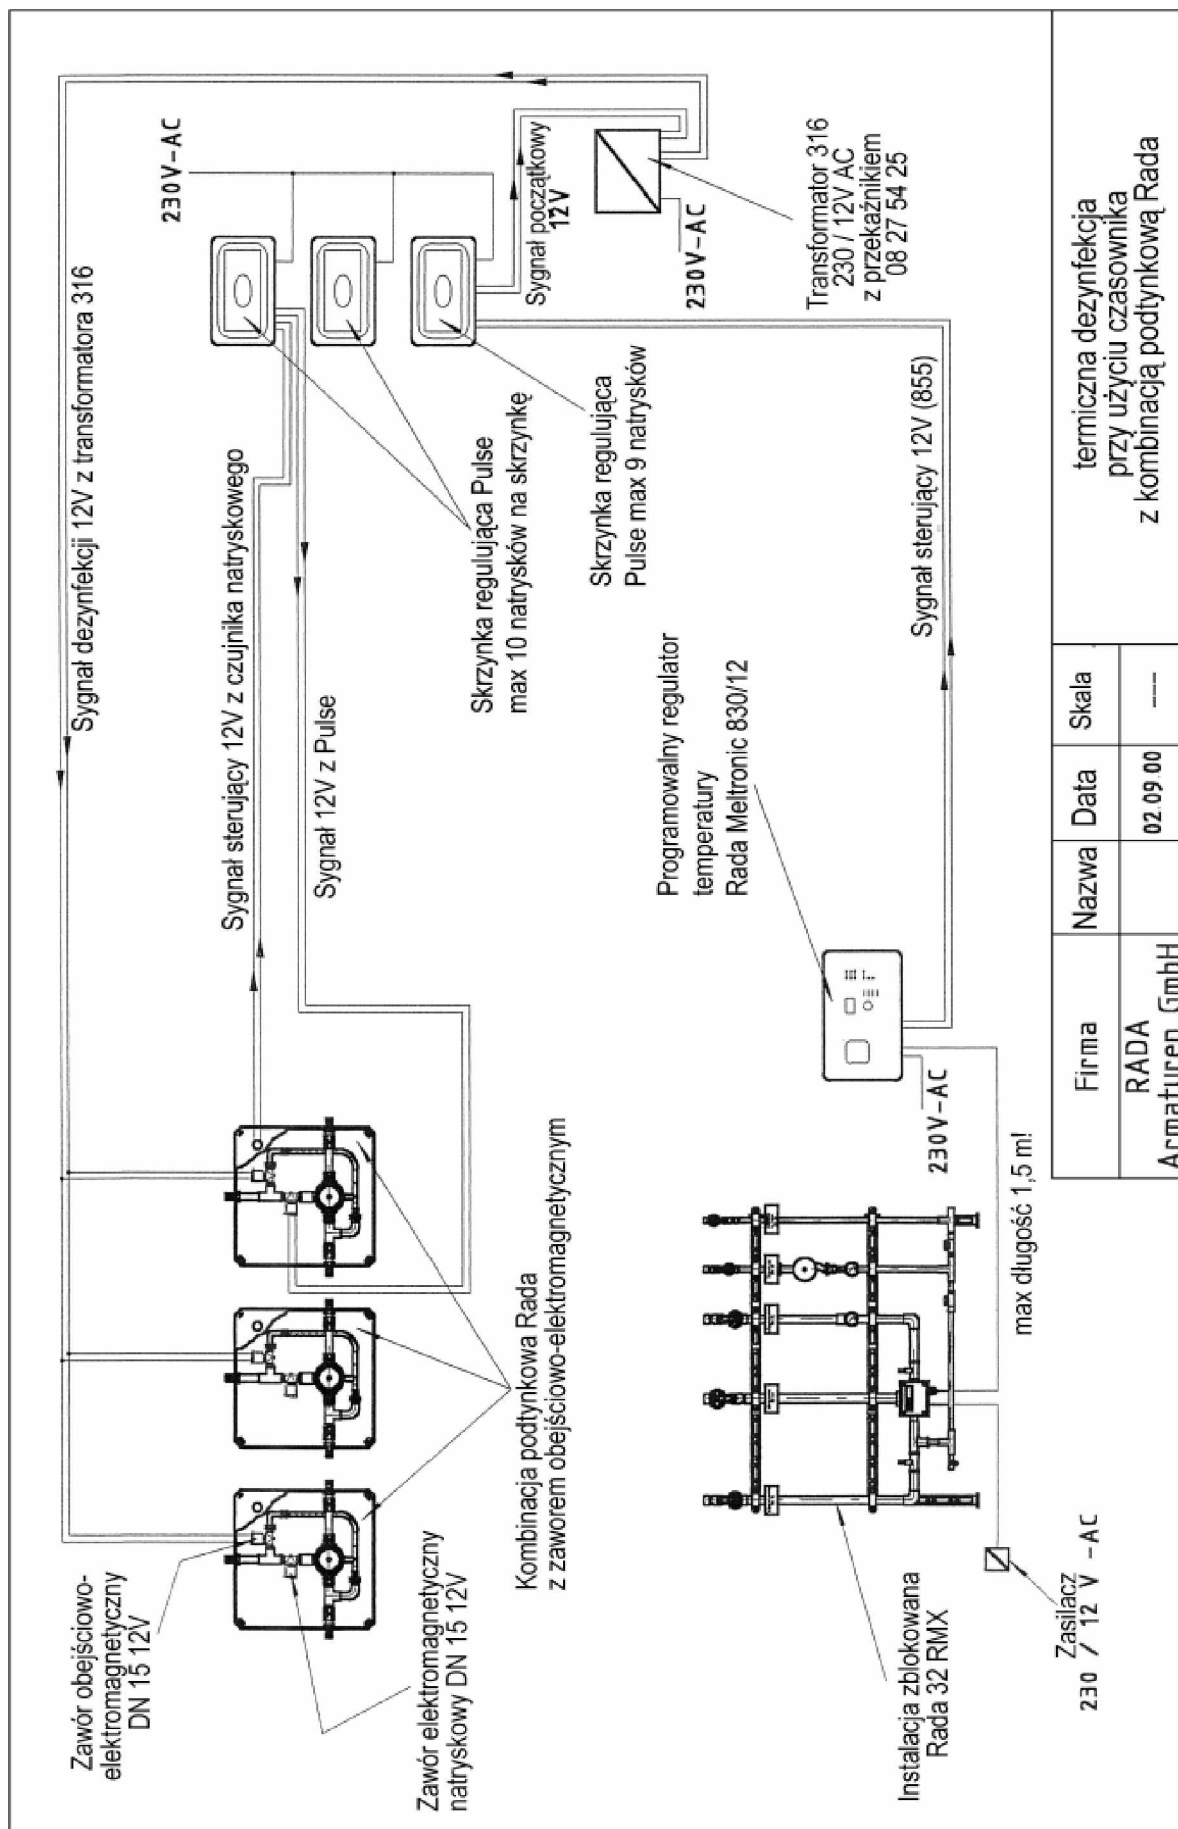 Zawór obejściowo-
elektromagnetyczny
DN 15 12V
Zawór elektromagnetyczny
natryskowy DN 15 12V
Kombinacja podtynkowa Rada
z zaworem obejściowo-elektromagnetycznym
Sygnał dezynfekcji 12V z transformatora 316
Sygnał sterujący 12V z czujnika natryskowego
Sygnał 12V z Pulse
230V-AC
Skrzynka regulująca Pulse
max 10 natrysków na skrzynkę
Skrzynka regulująca
Pulse max 9 natrysków
Sygnał początkowy
12V
230V-AC
Transformator 316
230 / 12V AC
z przekaźnikiem
08 27 54 25
Programowalny regulator
temperatury
Rada Meltronic 830/12
Sygnał sterujący 12V (855)
230V-AC
max długość 1,5 m!
Instalacja zblokowana
Rada 32 RMX
Zasilacz
230 / 12 V -AC
Firma
Nazwa
Data
Skala
RADA
Armaturen GmbH
02.09.00
---
termiczna dezynfekcja
przy użyciu czasownika
z kombinacją podtynkową Rada